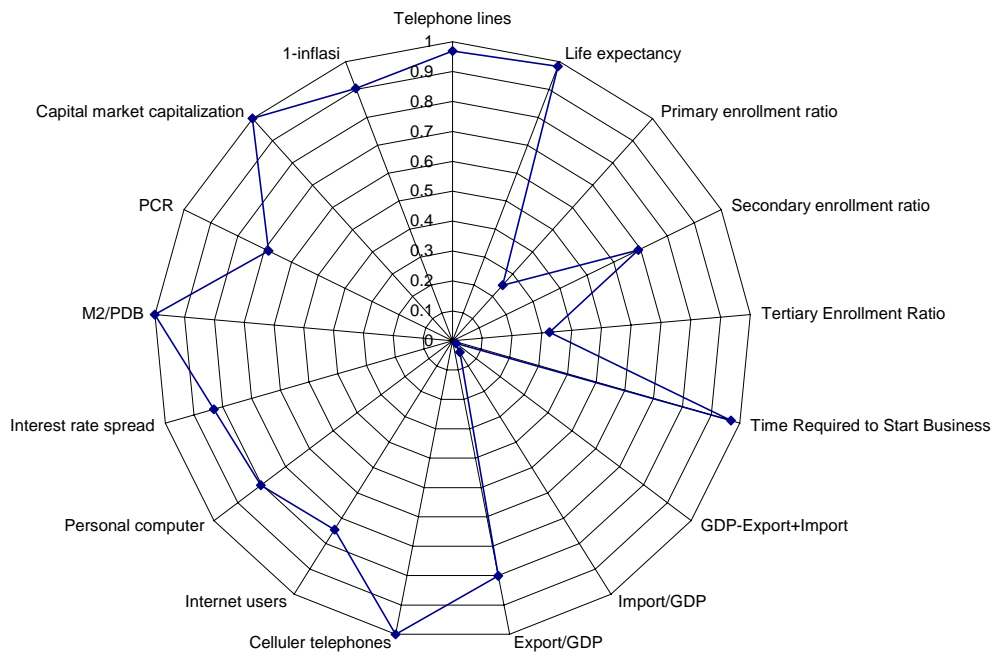 Telephone lines
1
1-inflasi
Life expectancy
0.9
Capital market capitalization
0.8
Primary enrollment ratio
0.7
0.6
PCR
0.5
Secondary enrollment ratio
0.4
0.3
0.2
M2/PDB
0.1
Tertiary Enrollment Ratio
0
Interest rate spread
Time Required to Start Business
Personal computer
GDP-Export+Import
Internet users
Import/GDP
Celluler telephones
Export/GDP